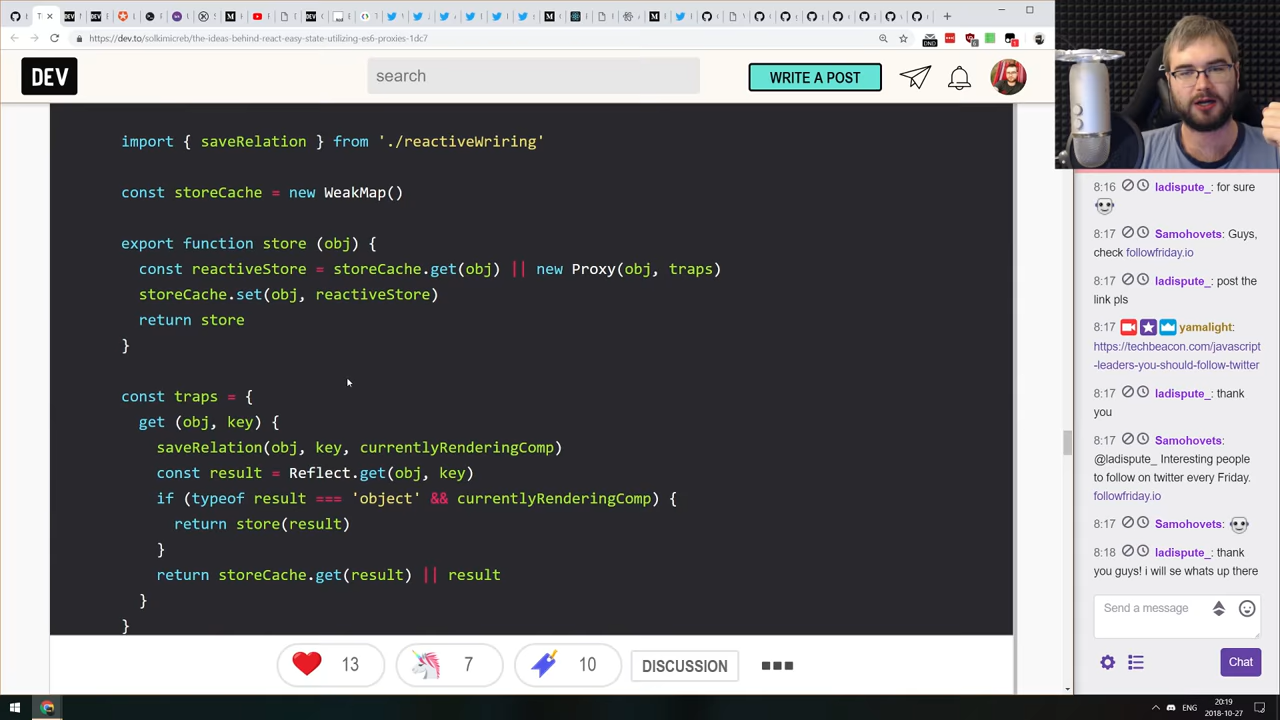 https://dev.to/solkimicreb/the-ideas-behind-react-easy-state-utilizing-es6-proxies-1dc7
DEV
search
WRITE A POST
import { saveRelation } from './reactiveWriring'
const storeCache = new WeakMap()
export function store (obj) {
const reactiveStore = storeCache.get(obj) || new Proxy(obj, traps)
storeCache.set(obj, reactiveStore)
return store
}
const traps = {
get (obj, key) {
saveRelation(obj, key, currentlyRenderingComp)
const result = Reflect.get(obj, key)
if (typeof result === 'object' && currentlyRenderingComp) {
return store(result)
}
return storeCache.get(result) || result
}
}
13
7
10
DISCUSSION
8:16 ladispute_: for sure
8:17 Samohovets: Guys,
check followfriday.io
8:17 ladispute_: post the
link pls
8:17 yamalight:
https://techbeacon.com/javascript
-leaders-you-should-follow-twitter
8:17 ladispute_: thank
you
8:17 Samohovets:
@ladispute_ Interesting people
to follow on twitter every Friday.
followfriday.io
8:17 Samohovets:
8:18 ladispute_: thank
you guys! i will se whats up there
Send a message
Chat
ENG
20:19
2018-10-27